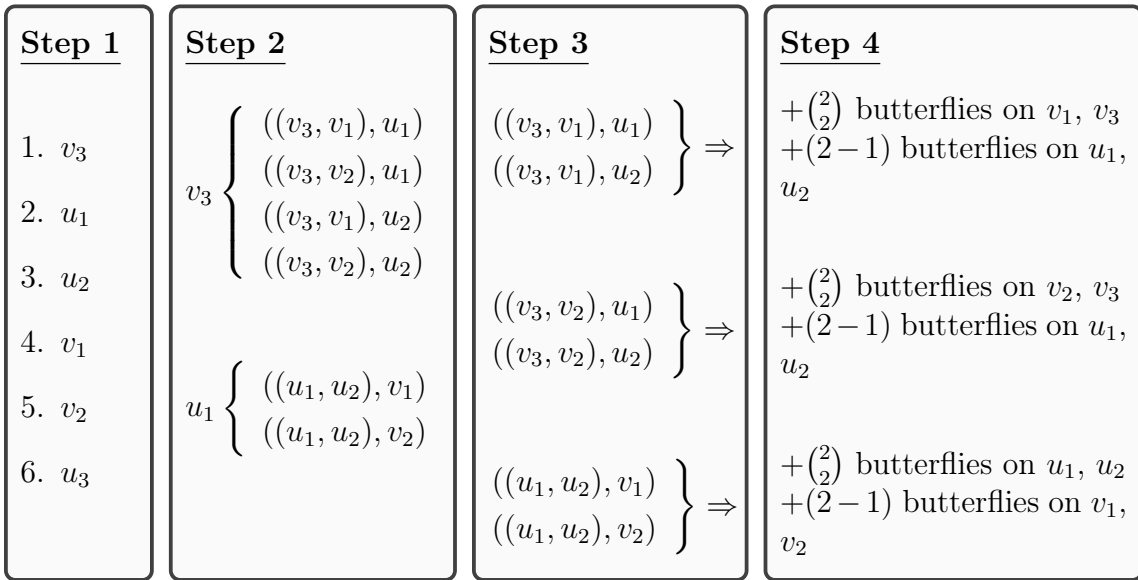 Step 1
1. v₃
2. u₁
3. u₂
4. v₁
5. v₂
6. u₃
Step 2
v₃ {
((v₃, v₁), u₁)
((v₃, v₂), u₁)
((v₃, v₁), u₂)
((v₃, v₂), u₂)
u₁ {
((u₁, u₂), v₁)
((u₁, u₂), v₂)
Step 3
((v₃, v₁), u₁)
((v₃, v₁), u₂)
} ⇒
((v₃, v₂), u₁)
((v₃, v₂), u₂)
} ⇒
((u₁, u₂), v₁)
((u₁, u₂), v₂)
} ⇒
Step 4
+(2 2) butterflies on v₁, v₃
+(2−1) butterflies on u₁,
u₂
+(2 2) butterflies on v₂, v₃
+(2−1) butterflies on u₁,
u₂
+(2 2) butterflies on u₁, u₂
+(2−1) butterflies on v₁,
v₂